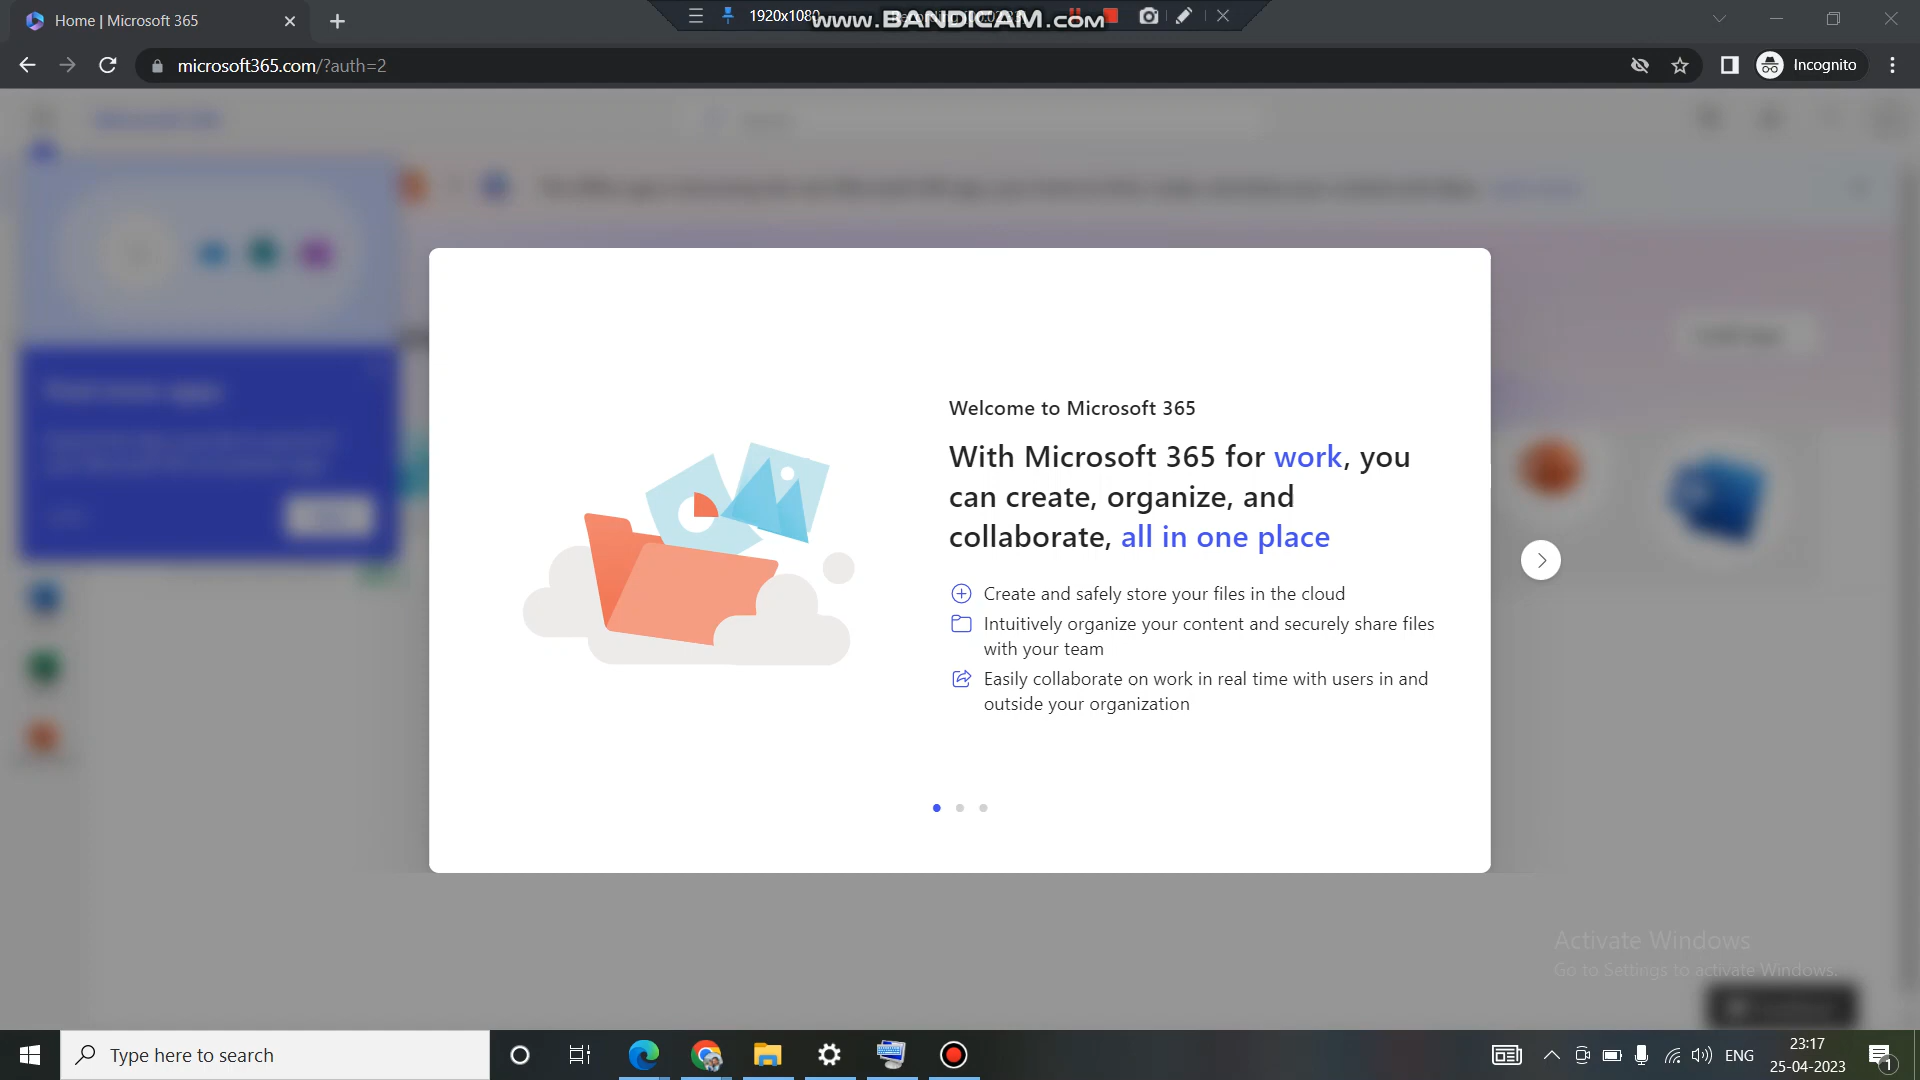 Home | Microsoft 365
1920x1080
www.BANDICAM.com
microsoft365.com/?auth=2
Incognito
Welcome to Microsoft 365
With Microsoft 365 for work, you
can create, organize, and
collaborate, all in one place
Create and safely store your files in the cloud
Intuitively organize your content and securely share files
with your team
Easily collaborate on work in real time with users in and
outside your organization
Activate Windows
Go to Settings to activate Windows.
Type here to search
ENG
23:17
25-04-2023
1